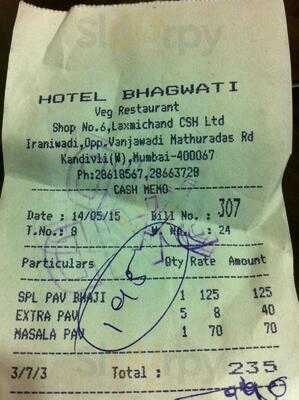 HOTEL BHAGWATI
Veg Restaurant
Shop No.6,Laxmichand CSH Ltd
Iraniwadi,Opp.Vanjawadi Mathuradas Rd
Kandivli(W),Mumbai-400067
Ph:28618567,28663728
CASH MEMO
Date : 14/05/15 Bill No. : 307
T.No.: 8 W. No. : 24
Particulars Qty Rate Amount
SPL PAV BHAJI 1 125 125
EXTRA PAV 5 8 40
MASALA PAV 1 70 70
3/7/3 Total : 235